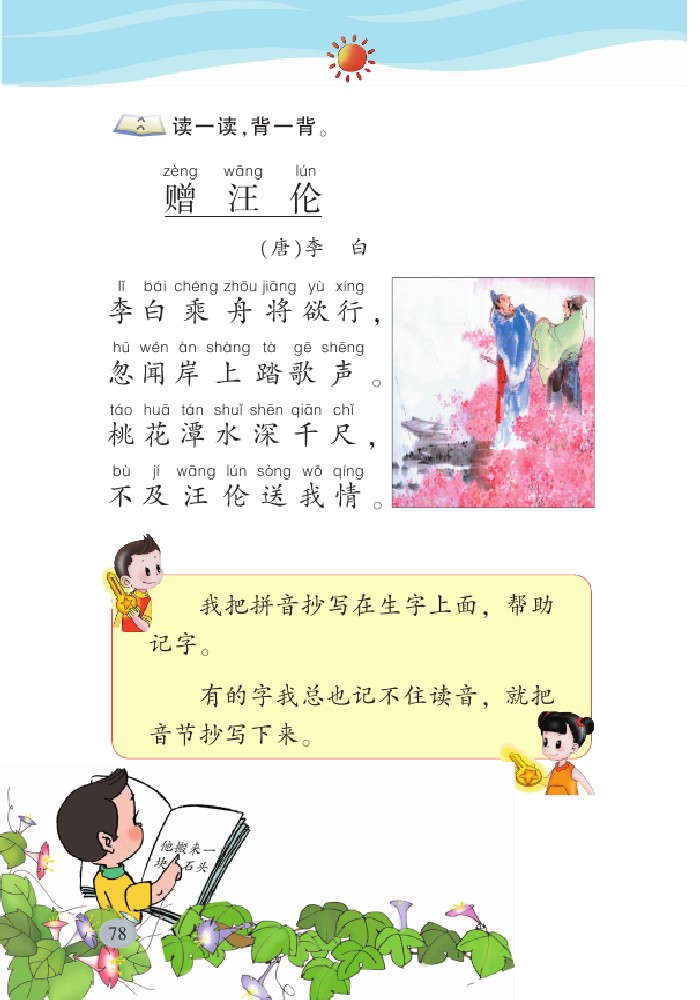 读一读,背一背。
zèng wāng lún
赠 汪 伦
(唐)李 白
lǐ bái chéng zhōu jiāng yù xíng
李白乘舟将欲行,
hū wén àn shàng tà gē shēng
忽闻岸上踏歌声。
táo huā tán shuǐ shēn qiān chǐ
桃花潭水深千尺,
bù jí wāng lún sòng wǒ qíng
不及汪伦送我情。
我把拼音抄写在生字上面，帮助
记字。
有的字我总也记不住读音，就把
音节抄写下来。
他搬来一
块 石头
78